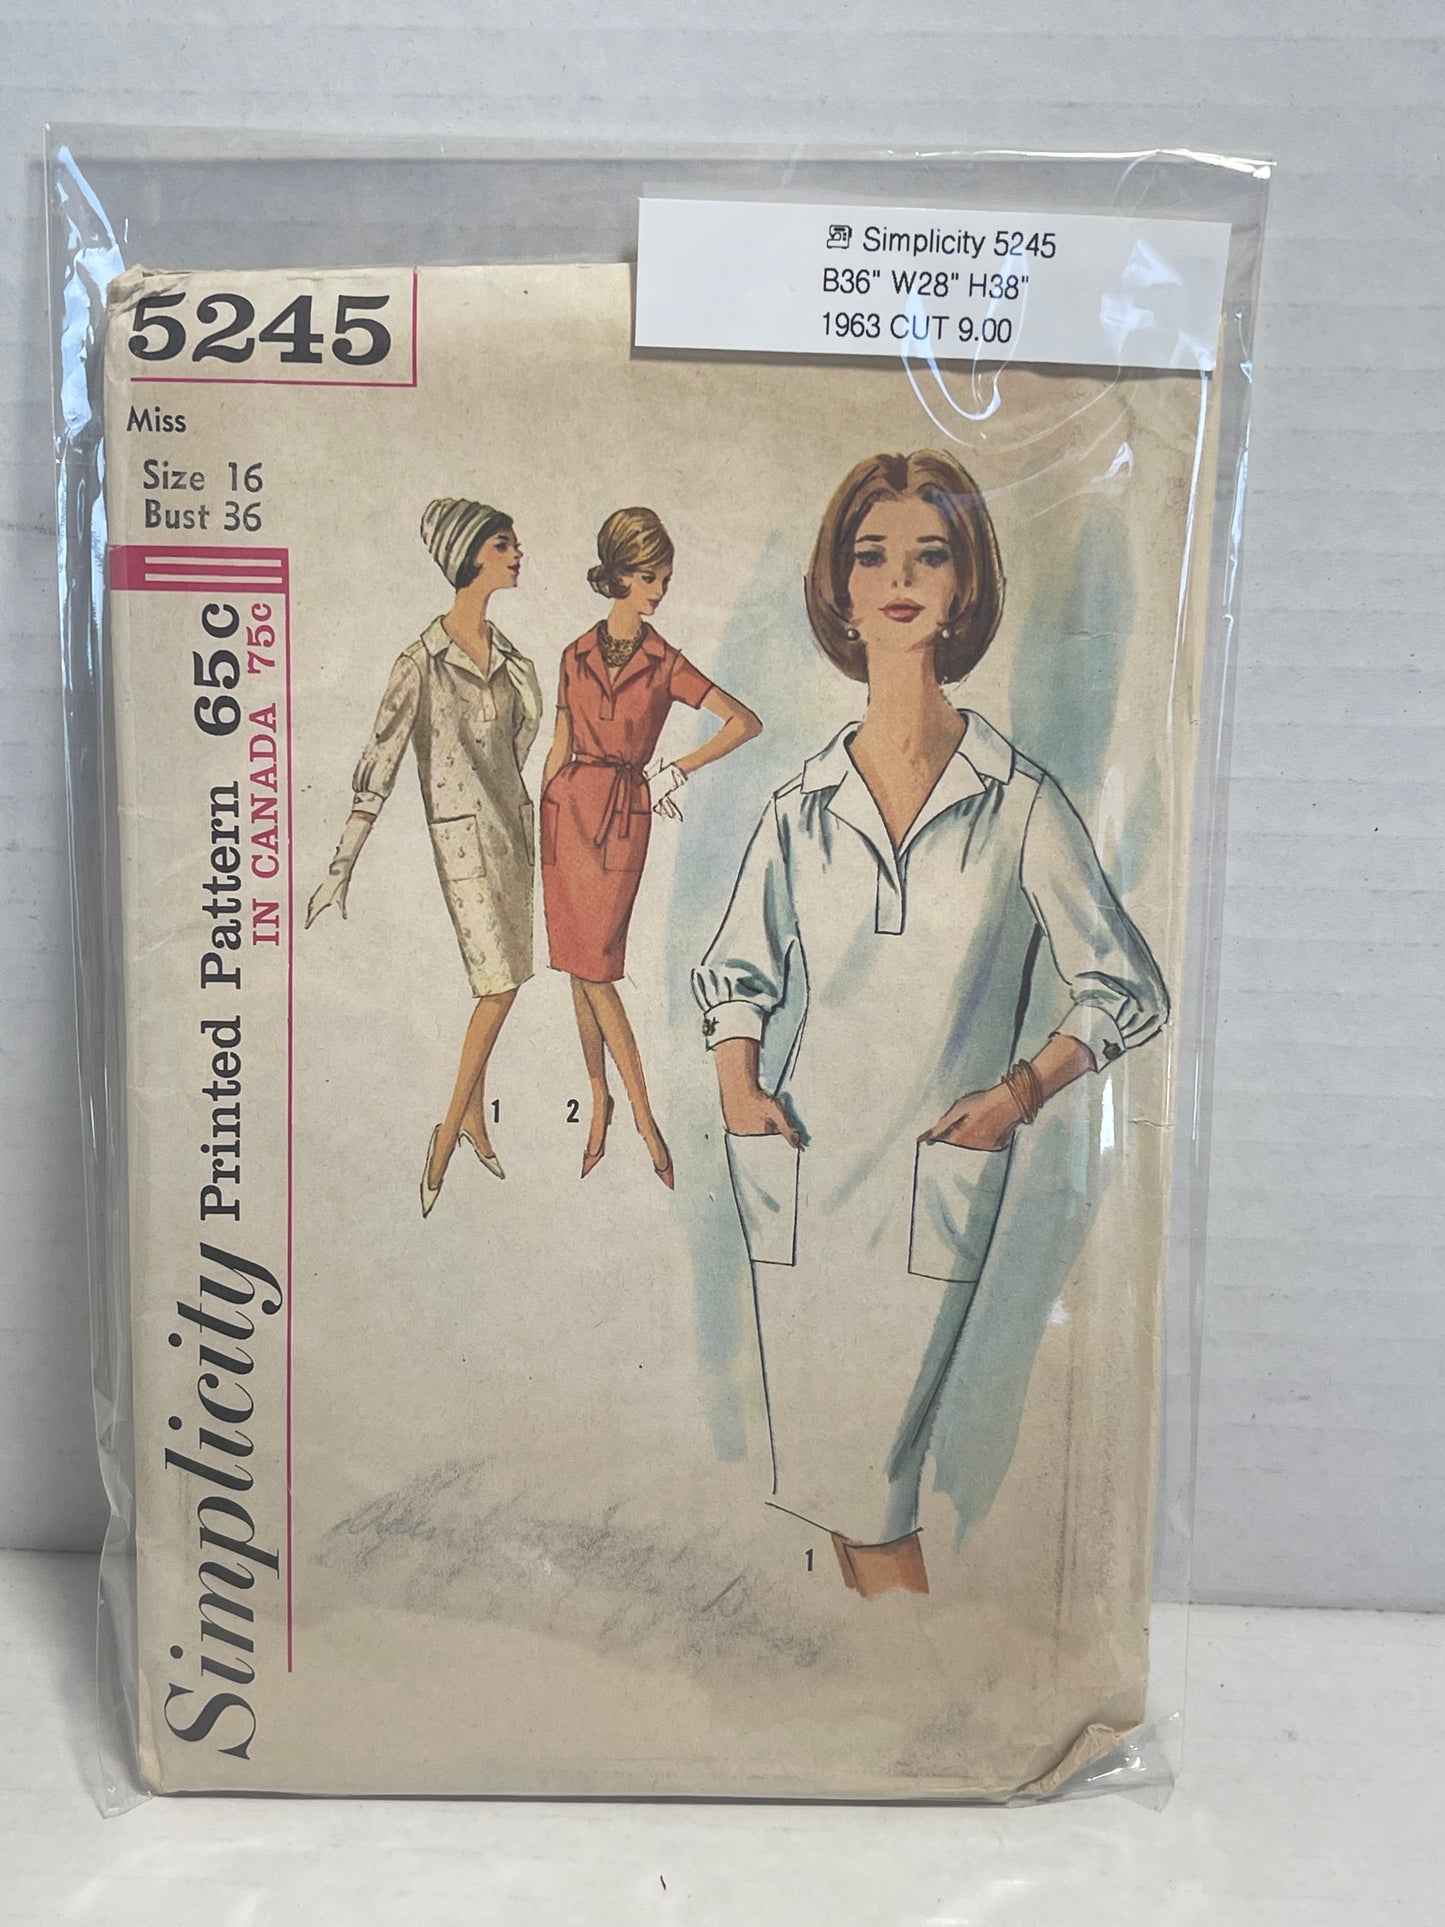 Simplicity 5245
B36" W28" H38"
1963 CUT 9.00
5245
Miss
Size 16
Bust 36
Simplicity Printed Pattern 65c
IN CANADA 75c
1
2
1